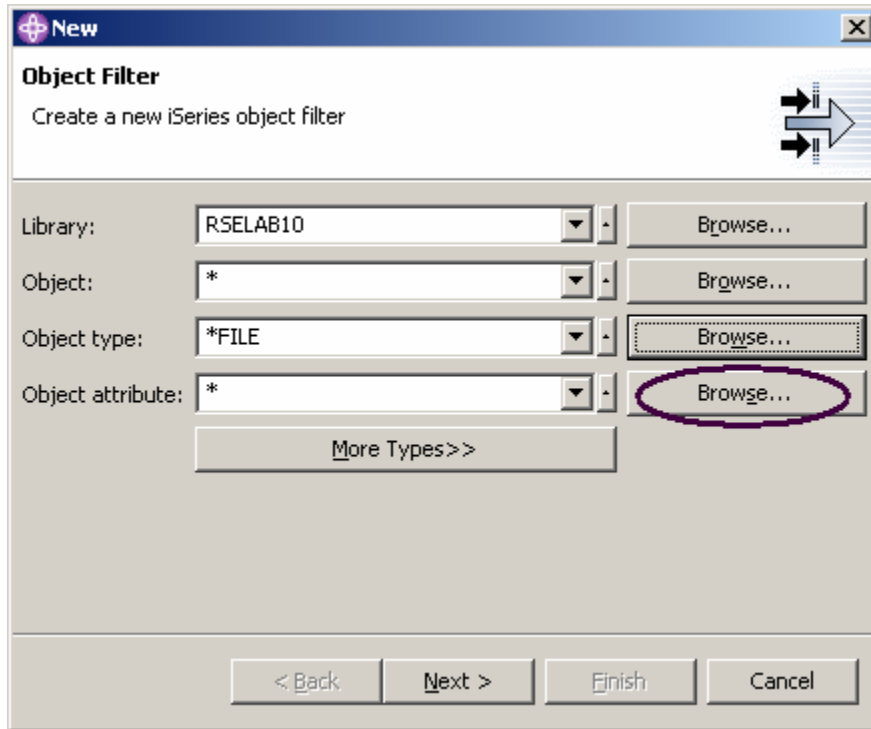 New
Object Filter
Create a new iSeries object filter
Library: RSELAB10 Browse...
Object: * Browse...
Object type: *FILE Browse...
Object attribute: * Browse...
More Types>>
< Back Next > Finish Cancel